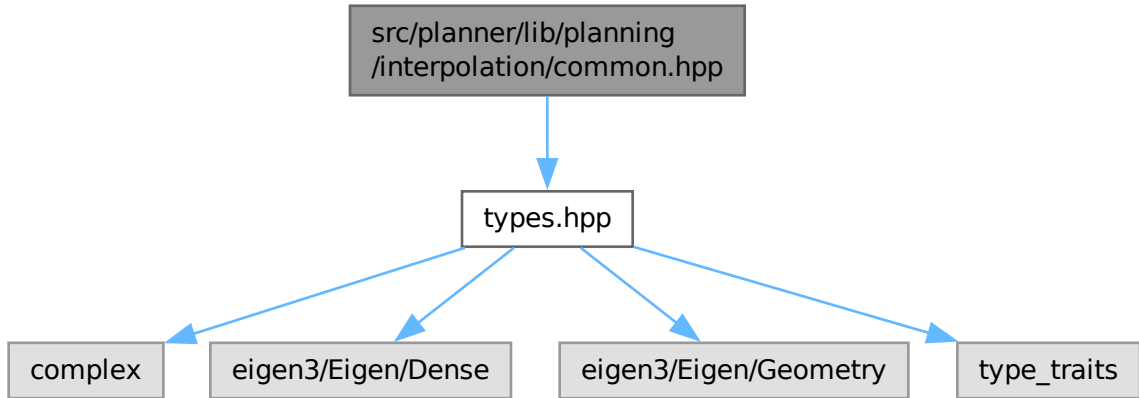 src/planner/lib/planning
/interpolation/common.hpp
types.hpp
complex
eigen3/Eigen/Dense
eigen3/Eigen/Geometry
type_traits